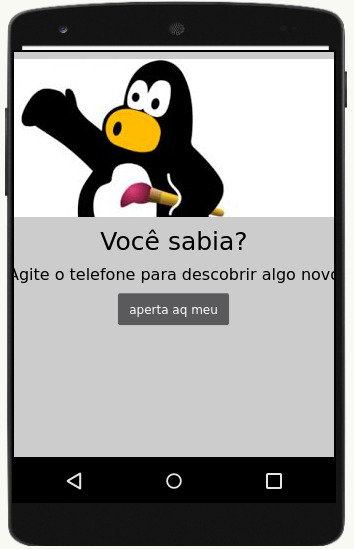 Você sabia?
Agite o telefone para descobrir algo novo
aperta aq meu